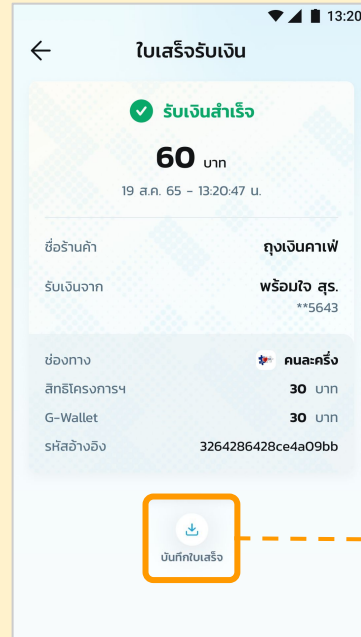 13:20
ใบเสร็จรับเงิน
รับเงินสำเร็จ
60 บาท
19 ส.ค. 65 - 13:20:47 น.
ชื่อร้านค้า ถุงเงินคาเฟ่
รับเงินจาก พร้อมใจ สุร.
**5643
ช่องทาง คนละครึ่ง
สิทธิโครงการฯ 30 บาท
G-Wallet 30 บาท
รหัสอ้างอิง 3264286428ce4a09bb
บันทึกใบเสร็จ